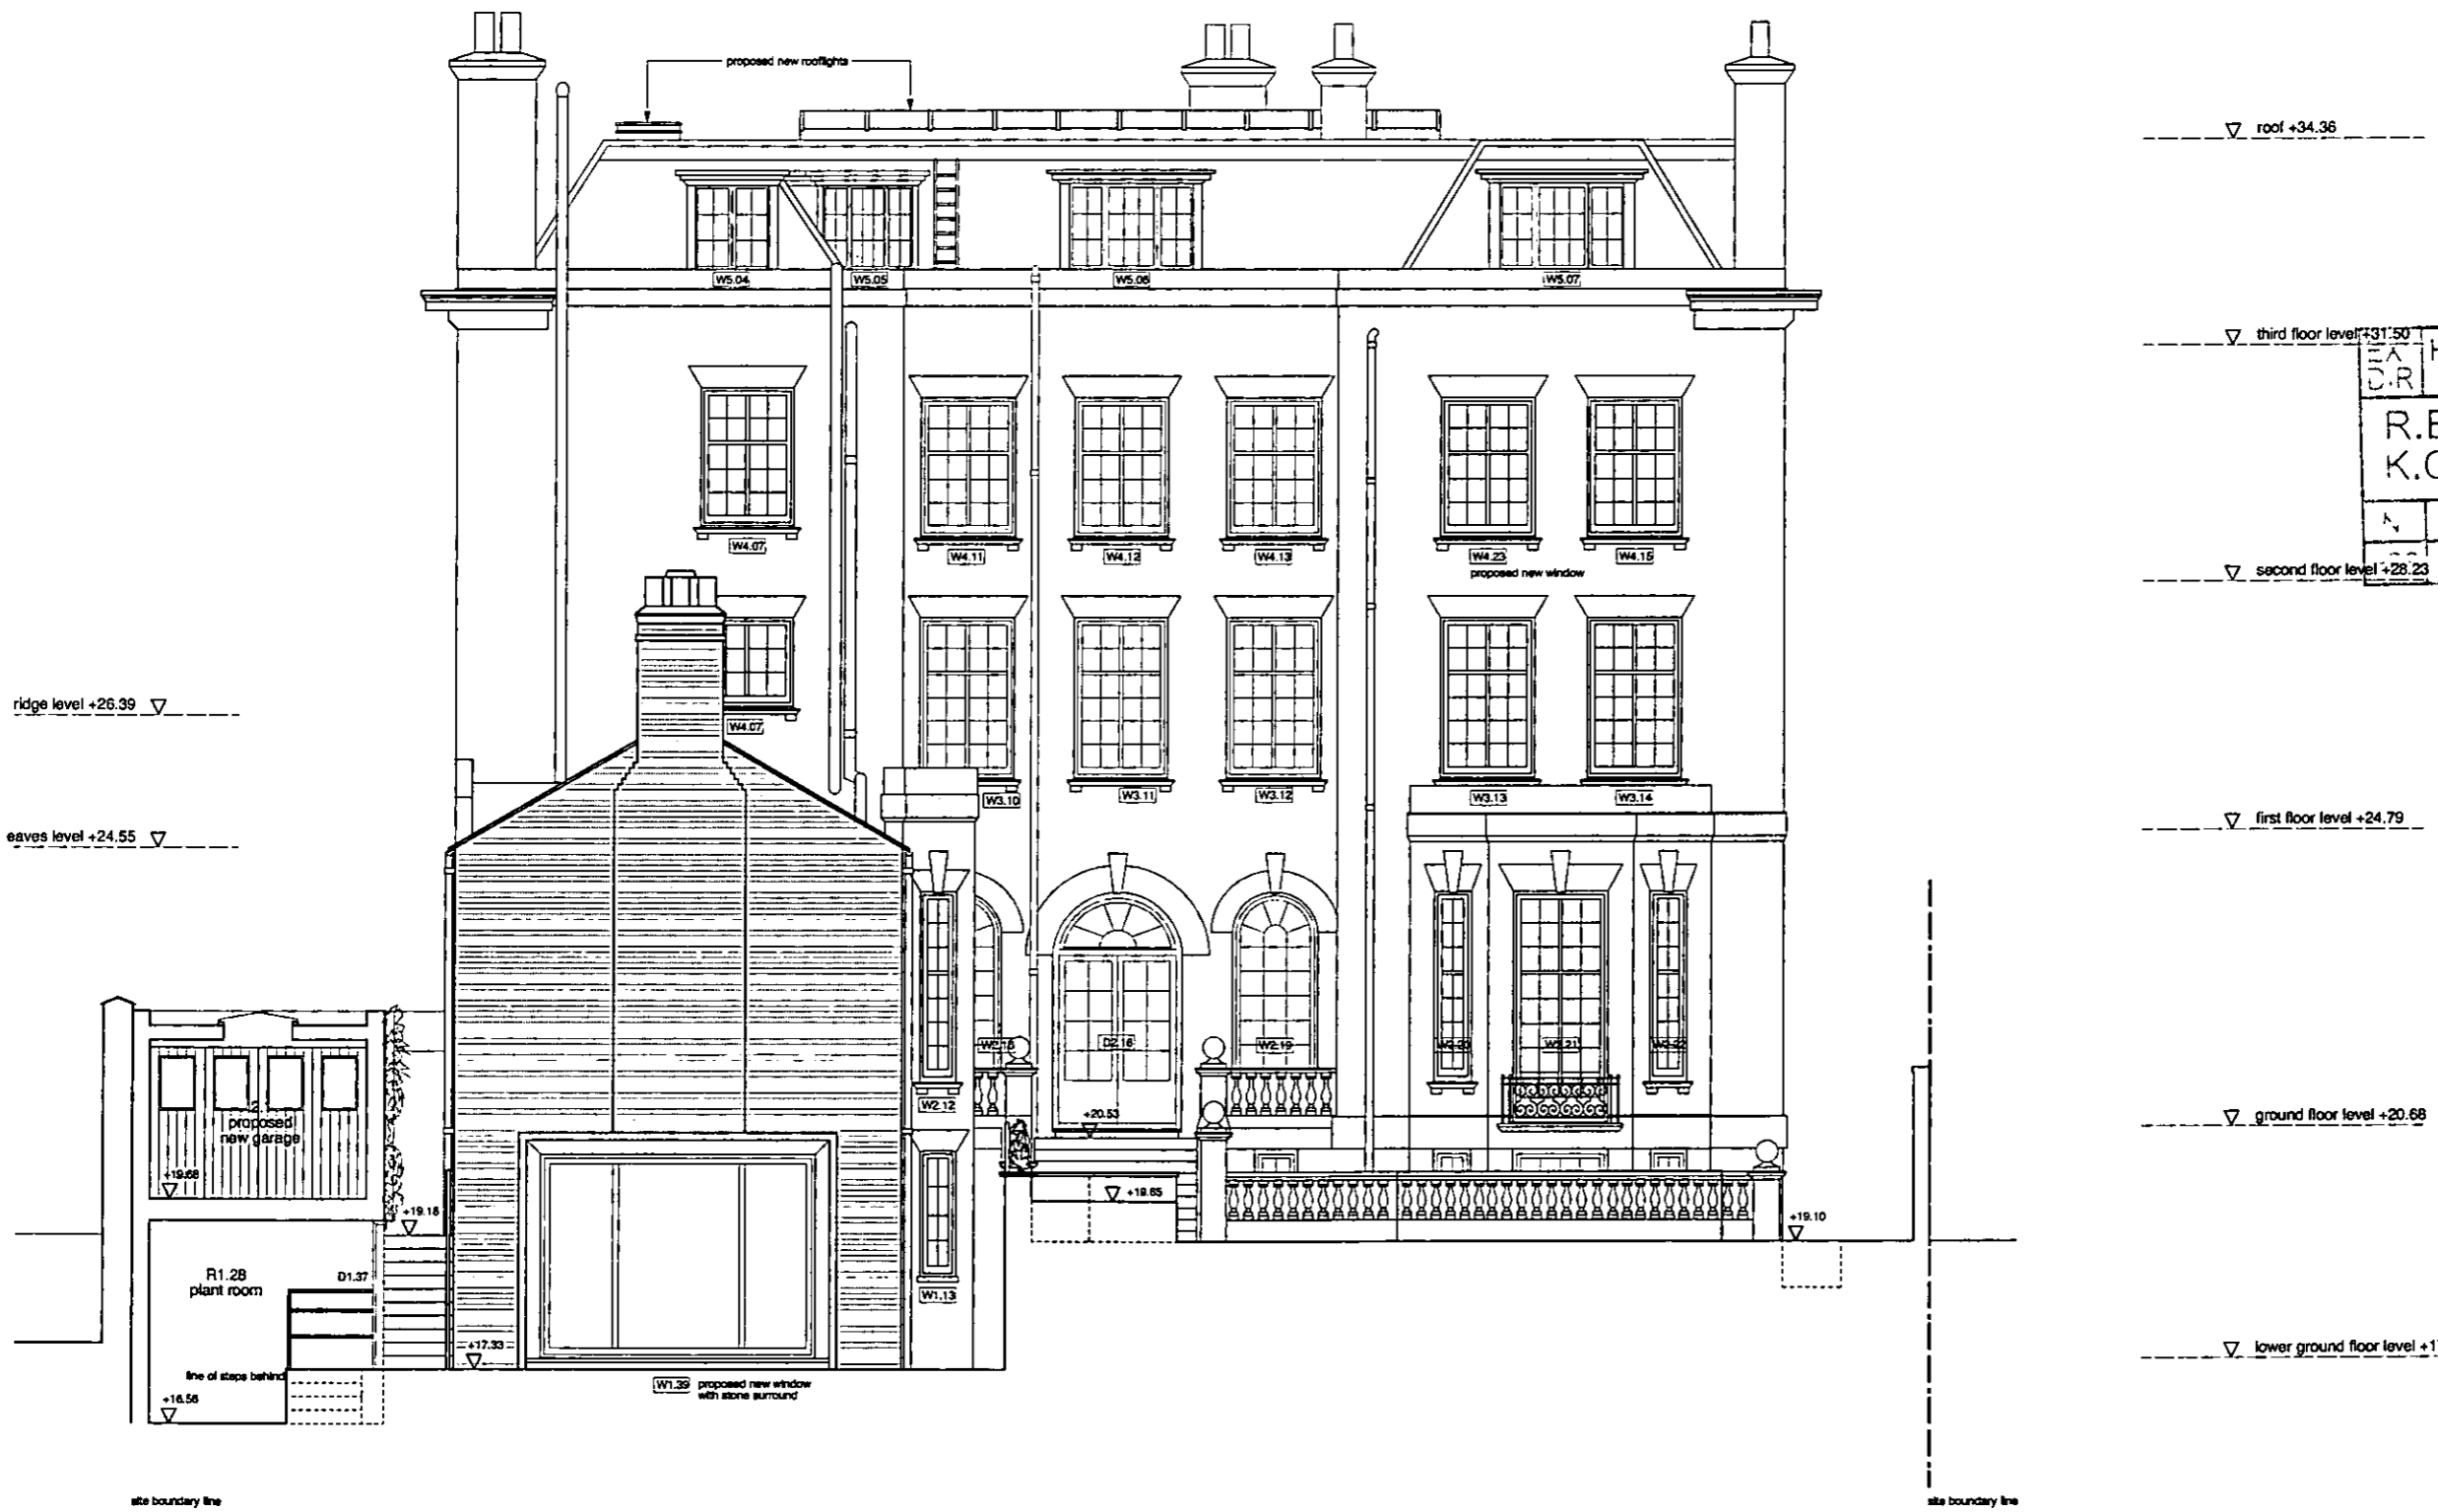 proposed new rooflights
roof +34.36
W5.04
W5.05
W5.06
W5.07
third floor level +31.50
R.B
K.C
W4.07
W4.11
W4.12
W4.13
W4.23
proposed new window
W4.15
second floor level +28.23
ridge level +26.39
W4.07
W3.10
W3.11
W3.12
W3.13
W3.14
first floor level +24.79
eaves level +24.55
D2.16
W2.19
W2.21
W2.22
W2.12
+20.53
ground floor level +20.68
proposed
new garage
+19.68
+19.18
+19.65
+19.10
R1.28
plant room
D1.37
W1.13
+17.33
lower ground floor level +1
line of steps behind
+16.56
W1.39 proposed new window
with stone surround
site boundary line
site boundary line